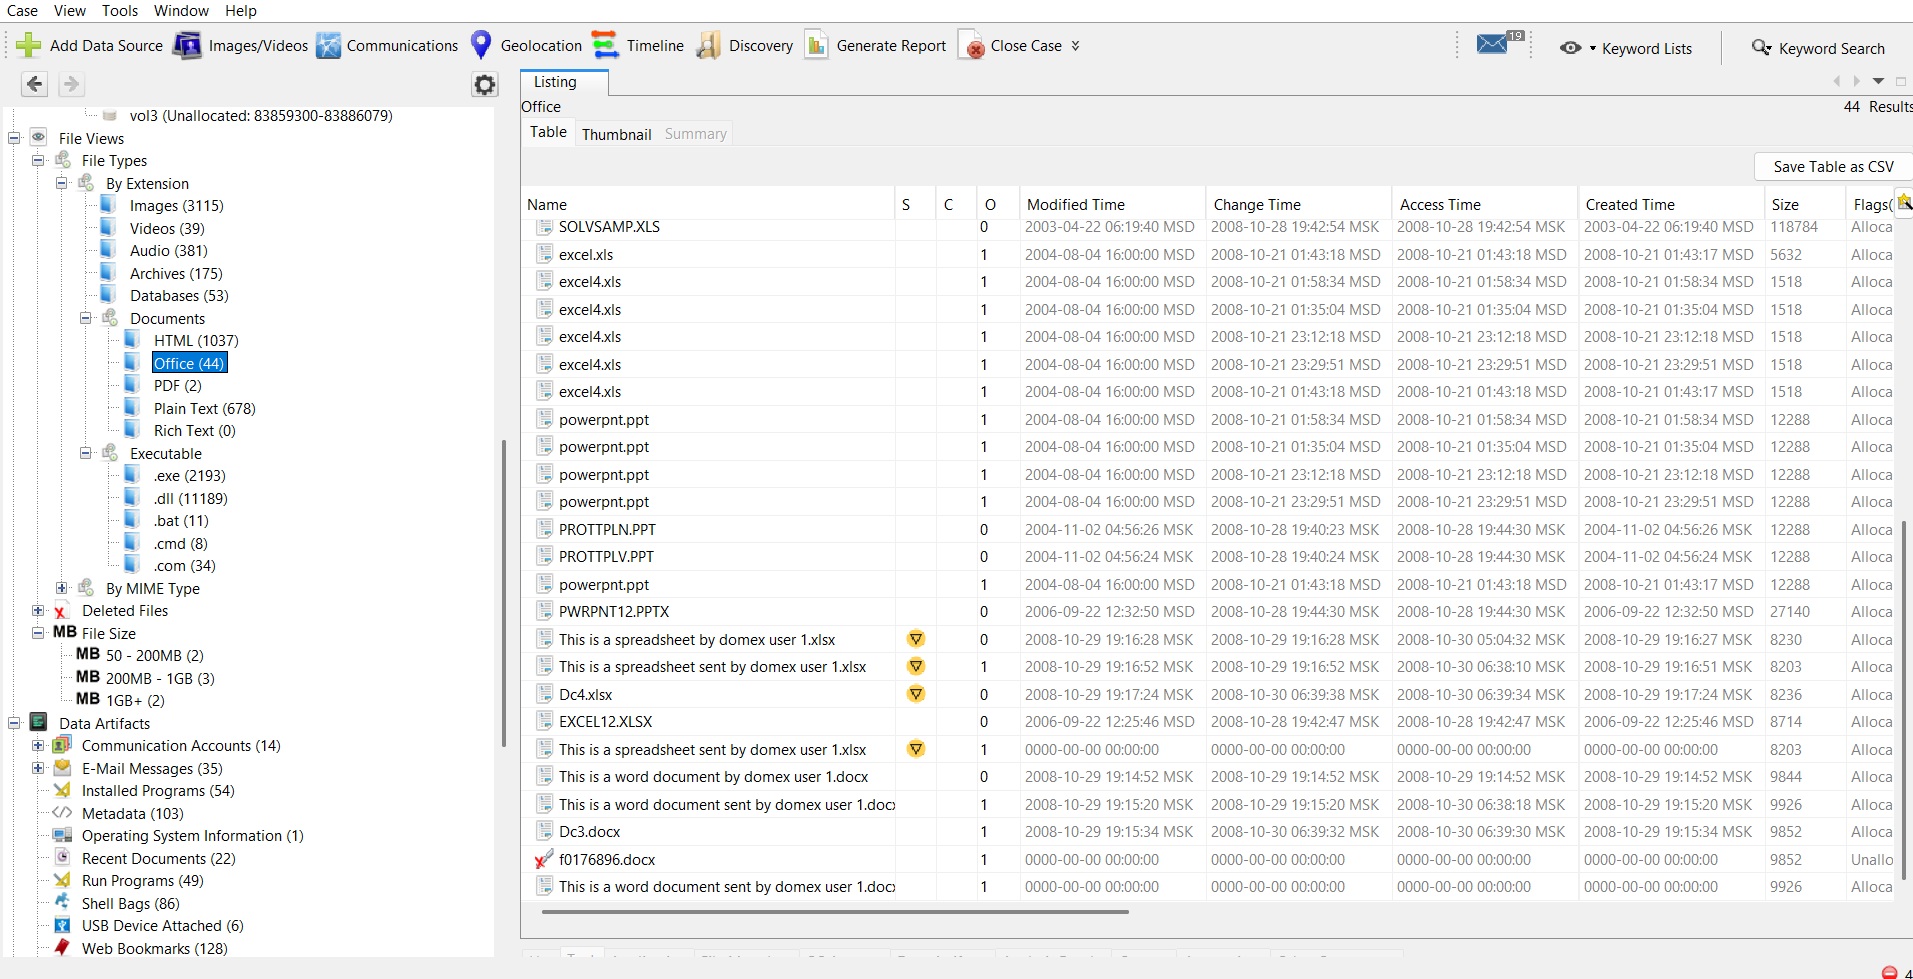 Case View Tools Window Help
Add Data Source Images/Videos Communications Geolocation Timeline Discovery Generate Report Close Case 19 Keyword Lists Keyword Search
Listing
Office 44 Results
Table Thumbnail Summary
Save Table as CSV
vol3 (Unallocated: 83859300-83886079)
File Views
File Types
By Extension
Images (3115)
Videos (39)
Audio (381)
Archives (175)
Databases (53)
Documents
HTML (1037)
Office (44)
PDF (2)
Plain Text (678)
Rich Text (0)
Executable
.exe (2193)
.dll (11189)
.bat (11)
.cmd (8)
.com (34)
By MIME Type
Deleted Files
MB File Size
MB 50 - 200MB (2)
MB 200MB - 1GB (3)
MB 1GB+ (2)
Data Artifacts
Communication Accounts (14)
E-Mail Messages (35)
Installed Programs (54)
Metadata (103)
Operating System Information (1)
Recent Documents (22)
Run Programs (49)
Shell Bags (86)
USB Device Attached (6)
Web Bookmarks (128)
Name S C O Modified Time Change Time Access Time Created Time Size Flags(
SOLVSAMP.XLS 0 2003-04-22 06:19:40 MSD 2008-10-28 19:42:54 MSK 2008-10-28 19:42:54 MSK 2003-04-22 06:19:40 MSD 118784 Alloca
excel.xls 1 2004-08-04 16:00:00 MSD 2008-10-21 01:43:18 MSD 2008-10-21 01:43:18 MSD 2008-10-21 01:43:17 MSD 5632 Alloca
excel4.xls 1 2004-08-04 16:00:00 MSD 2008-10-21 01:58:34 MSD 2008-10-21 01:58:34 MSD 2008-10-21 01:58:34 MSD 1518 Alloca
excel4.xls 1 2004-08-04 16:00:00 MSD 2008-10-21 01:35:04 MSD 2008-10-21 01:35:04 MSD 2008-10-21 01:35:04 MSD 1518 Alloca
excel4.xls 1 2004-08-04 16:00:00 MSD 2008-10-21 23:12:18 MSD 2008-10-21 23:12:18 MSD 2008-10-21 23:12:18 MSD 1518 Alloca
excel4.xls 1 2004-08-04 16:00:00 MSD 2008-10-21 23:29:51 MSD 2008-10-21 23:29:51 MSD 2008-10-21 23:29:51 MSD 1518 Alloca
excel4.xls 1 2004-08-04 16:00:00 MSD 2008-10-21 01:43:18 MSD 2008-10-21 01:43:18 MSD 2008-10-21 01:43:17 MSD 1518 Alloca
powerpnt.ppt 1 2004-08-04 16:00:00 MSD 2008-10-21 01:58:34 MSD 2008-10-21 01:58:34 MSD 2008-10-21 01:58:34 MSD 12288 Alloca
powerpnt.ppt 1 2004-08-04 16:00:00 MSD 2008-10-21 01:35:04 MSD 2008-10-21 01:35:04 MSD 2008-10-21 01:35:04 MSD 12288 Alloca
powerpnt.ppt 1 2004-08-04 16:00:00 MSD 2008-10-21 23:12:18 MSD 2008-10-21 23:12:18 MSD 2008-10-21 23:12:18 MSD 12288 Alloca
powerpnt.ppt 1 2004-08-04 16:00:00 MSD 2008-10-21 23:29:51 MSD 2008-10-21 23:29:51 MSD 2008-10-21 23:29:51 MSD 12288 Alloca
PROTTPLN.PPT 0 2004-11-02 04:56:26 MSK 2008-10-28 19:40:23 MSK 2008-10-28 19:44:30 MSK 2004-11-02 04:56:26 MSK 12288 Alloca
PROTTPLV.PPT 0 2004-11-02 04:56:24 MSK 2008-10-28 19:40:24 MSK 2008-10-28 19:44:30 MSK 2004-11-02 04:56:24 MSK 12288 Alloca
powerpnt.ppt 1 2004-08-04 16:00:00 MSD 2008-10-21 01:43:18 MSD 2008-10-21 01:43:18 MSD 2008-10-21 01:43:17 MSD 12288 Alloca
PWRPNT12.PPTX 0 2006-09-22 12:32:50 MSD 2008-10-28 19:44:30 MSK 2008-10-28 19:44:30 MSK 2006-09-22 12:32:50 MSD 27140 Alloca
This is a spreadsheet by domex user 1.xlsx 0 2008-10-29 19:16:28 MSK 2008-10-29 19:16:28 MSK 2008-10-30 05:04:32 MSK 2008-10-29 19:16:27 MSK 8230 Alloca
This is a spreadsheet sent by domex user 1.xlsx 1 2008-10-29 19:16:52 MSK 2008-10-29 19:16:52 MSK 2008-10-30 06:38:10 MSK 2008-10-29 19:16:51 MSK 8203 Alloca
Dc4.xlsx 0 2008-10-29 19:17:24 MSK 2008-10-30 06:39:38 MSK 2008-10-30 06:39:34 MSK 2008-10-29 19:17:24 MSK 8236 Alloca
EXCEL12.XLSX 0 2006-09-22 12:25:46 MSD 2008-10-28 19:42:47 MSK 2008-10-28 19:42:47 MSK 2006-09-22 12:25:46 MSD 8714 Alloca
This is a spreadsheet sent by domex user 1.xlsx 1 0000-00-00 00:00:00 0000-00-00 00:00:00 0000-00-00 00:00:00 0000-00-00 00:00:00 8203 Alloca
This is a word document by domex user 1.docx 0 2008-10-29 19:14:52 MSK 2008-10-29 19:14:52 MSK 2008-10-29 19:14:52 MSK 2008-10-29 19:14:52 MSK 9844 Alloca
This is a word document sent by domex user 1.docx 1 2008-10-29 19:15:20 MSK 2008-10-29 19:15:20 MSK 2008-10-30 06:38:18 MSK 2008-10-29 19:15:20 MSK 9926 Alloca
Dc3.docx 1 2008-10-29 19:15:34 MSK 2008-10-30 06:39:32 MSK 2008-10-30 06:39:30 MSK 2008-10-29 19:15:34 MSK 9852 Alloca
f0176896.docx 1 0000-00-00 00:00:00 0000-00-00 00:00:00 0000-00-00 00:00:00 0000-00-00 00:00:00 9852 Unallo
This is a word document sent by domex user 1.docx 1 0000-00-00 00:00:00 0000-00-00 00:00:00 0000-00-00 00:00:00 0000-00-00 00:00:00 9926 Alloca
4